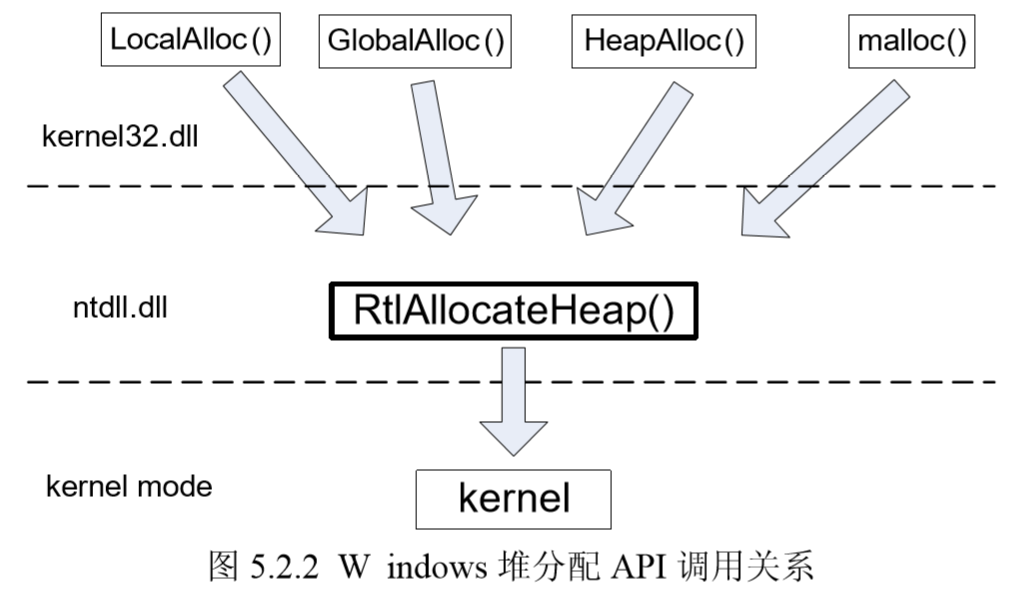 LocalAlloc() GlobalAlloc() HeapAlloc() malloc()
kernel32.dll
ntdll.dll RtlAllocateHeap()
kernel mode kernel
图 5.2.2 W indows 堆分配 API 调用关系